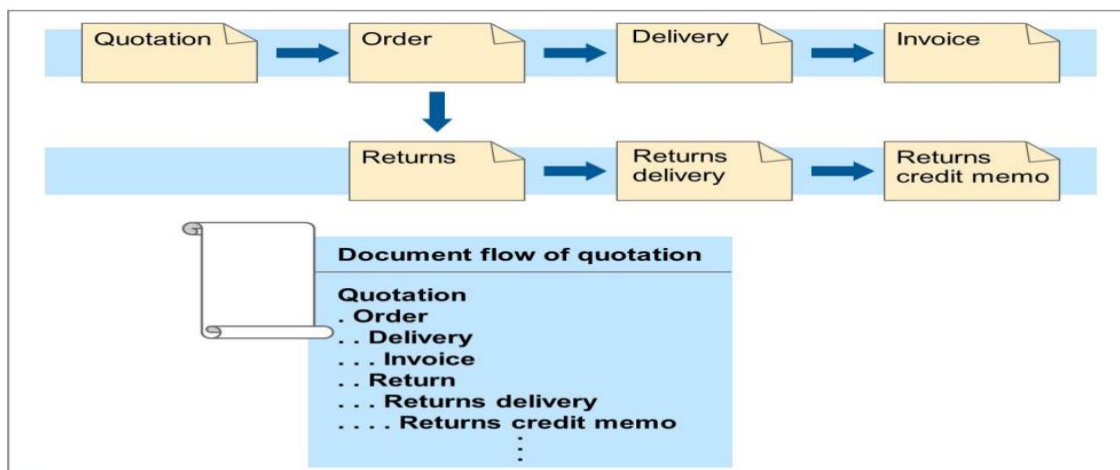 Quotation
Order
Delivery
Invoice
Returns
Returns
delivery
Returns
credit memo
Document flow of quotation
Quotation
. Order
. . Delivery
. . . Invoice
. . Return
. . . Returns delivery
. . . . Returns credit memo